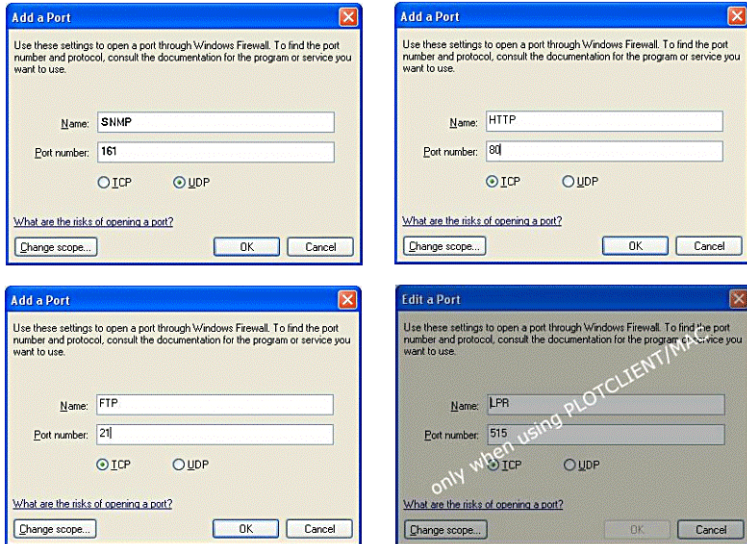 Add a Port
Use these settings to open a port through Windows Firewall. To find the port
number and protocol, consult the documentation for the program or service you
want to use.
Name: SNMP
Port number: 161
TCP UDP
What are the risks of opening a port?
Change scope... OK Cancel
Add a Port
Use these settings to open a port through Windows Firewall. To find the port
number and protocol, consult the documentation for the program or service you
want to use.
Name: HTTP
Port number: 80
TCP UDP
What are the risks of opening a port?
Change scope... OK Cancel
Add a Port
Use these settings to open a port through Windows Firewall. To find the port
number and protocol, consult the documentation for the program or service you
want to use.
Name: FTP
Port number: 21
TCP UDP
What are the risks of opening a port?
Change scope... OK Cancel
Edit a Port
Use these settings to open a port through Windows Firewall. To find the port
number and protocol, consult the documentation for the program or service you
want to use.
Name: LPR
Port number: 515
TCP UDP
only when using PLOTCLIENT/MAC.
What are the risks of opening a port?
Change scope... OK Cancel